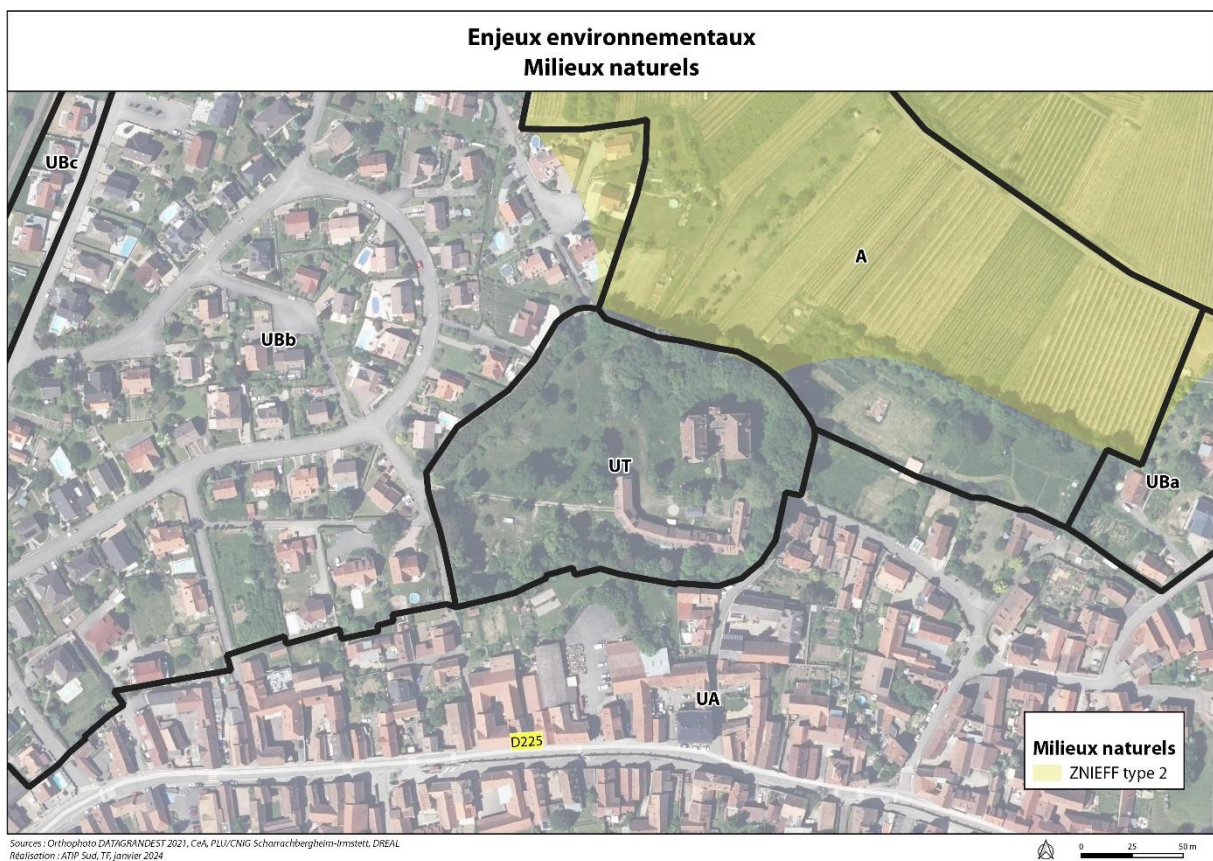 Enjeux environnementaux
Milieux naturels
UBc
A
UBb
UT
UBa
UA
D225
Milieux naturels
ZNIEFF type 2
Sources : Orthophoto DATAGRANDEST 2021, CeA, PLU/CNIG Scharrachbergheim-Irmstett, DREAL
Réalisation : ATIP Sud, TF, janvier 2024
0 25 50 m